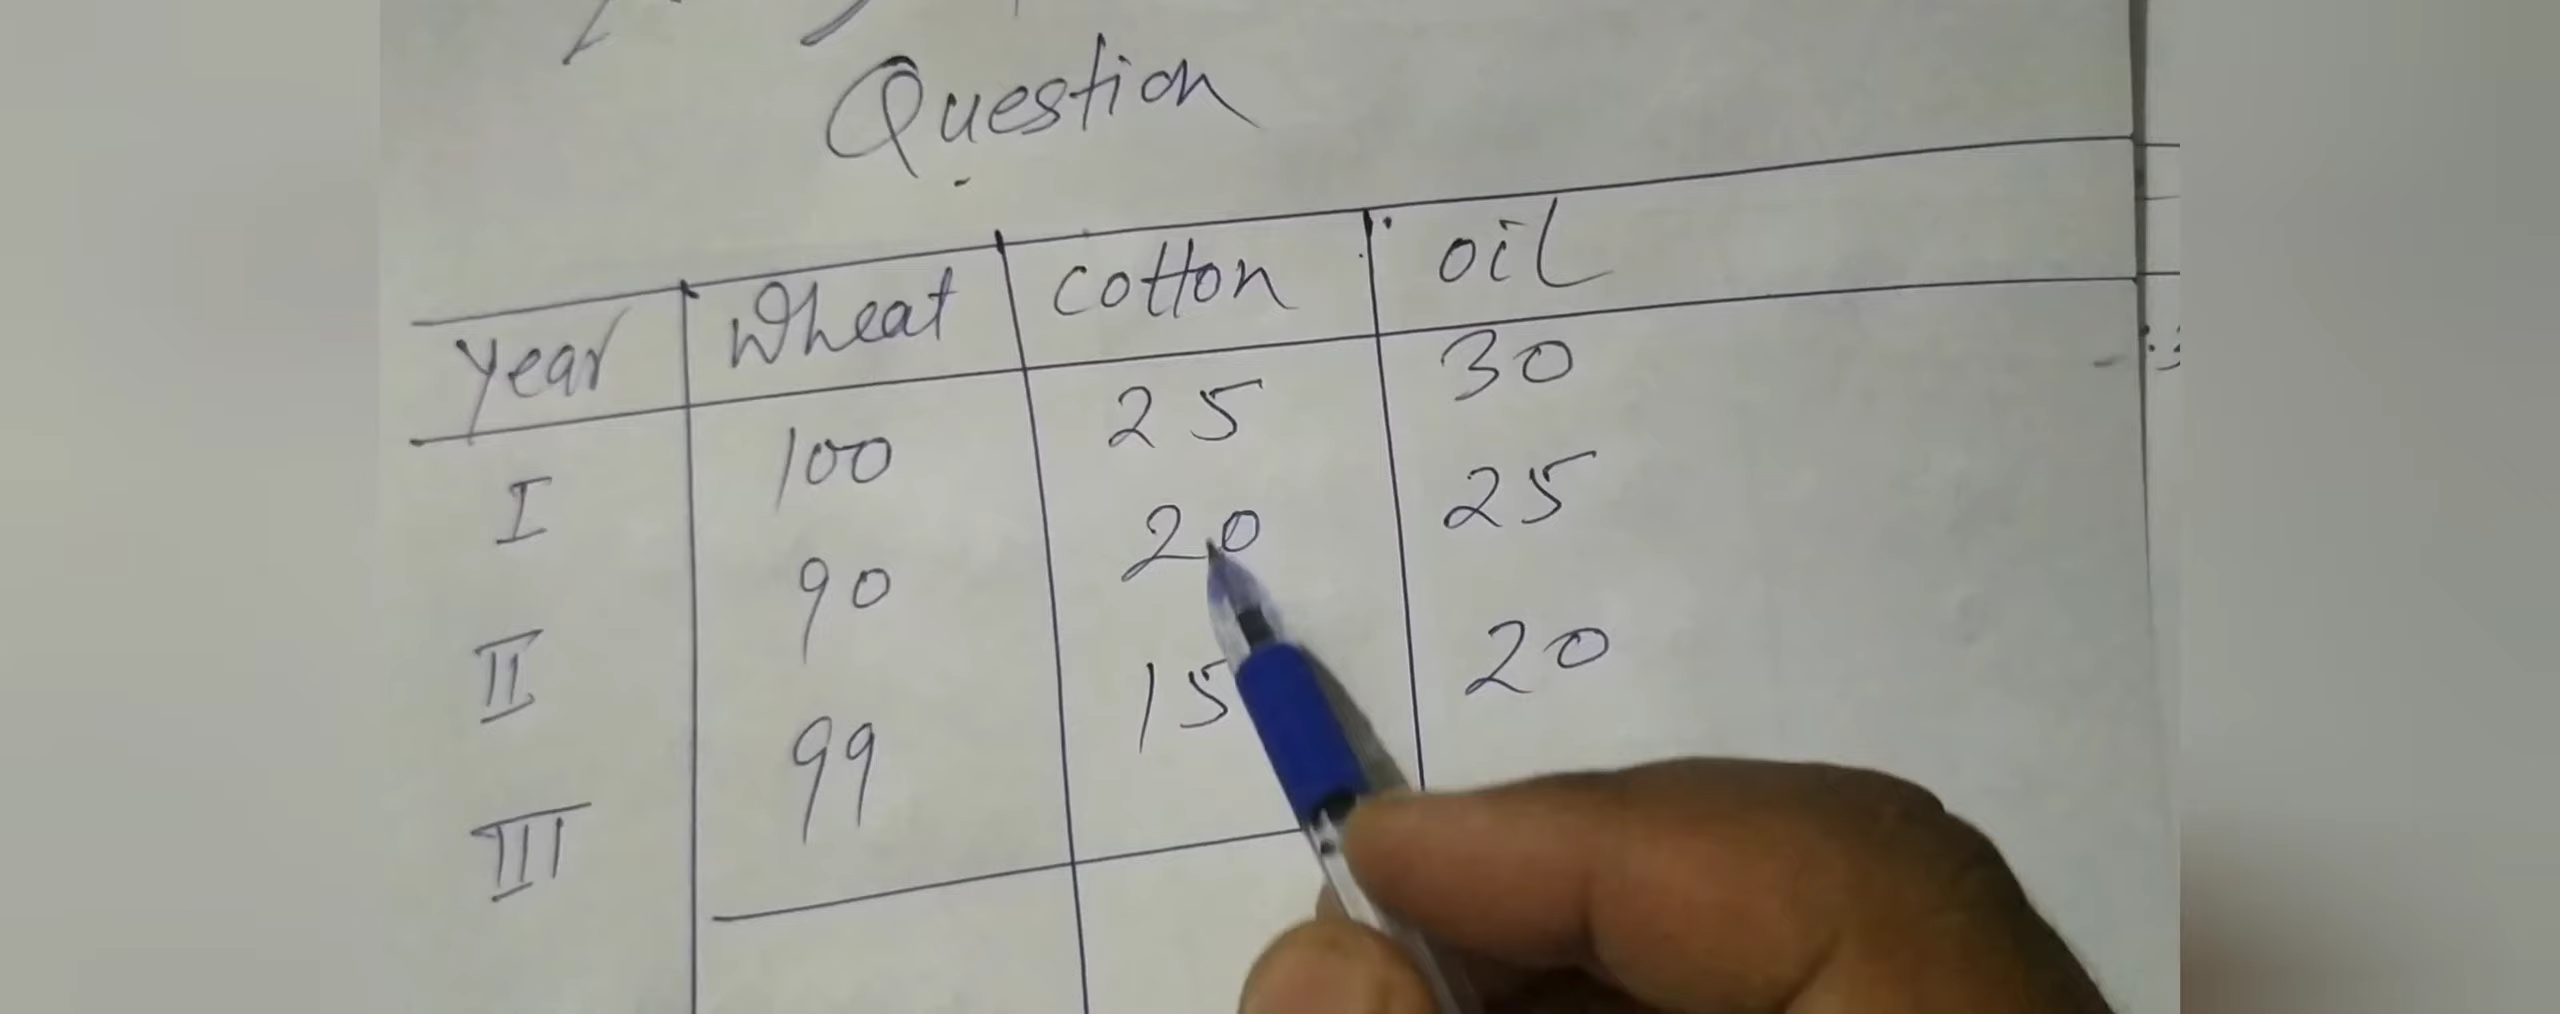 Question
Year Wheat cotton oil
I 100 25 30
II 90 20 25
III 99 15 20